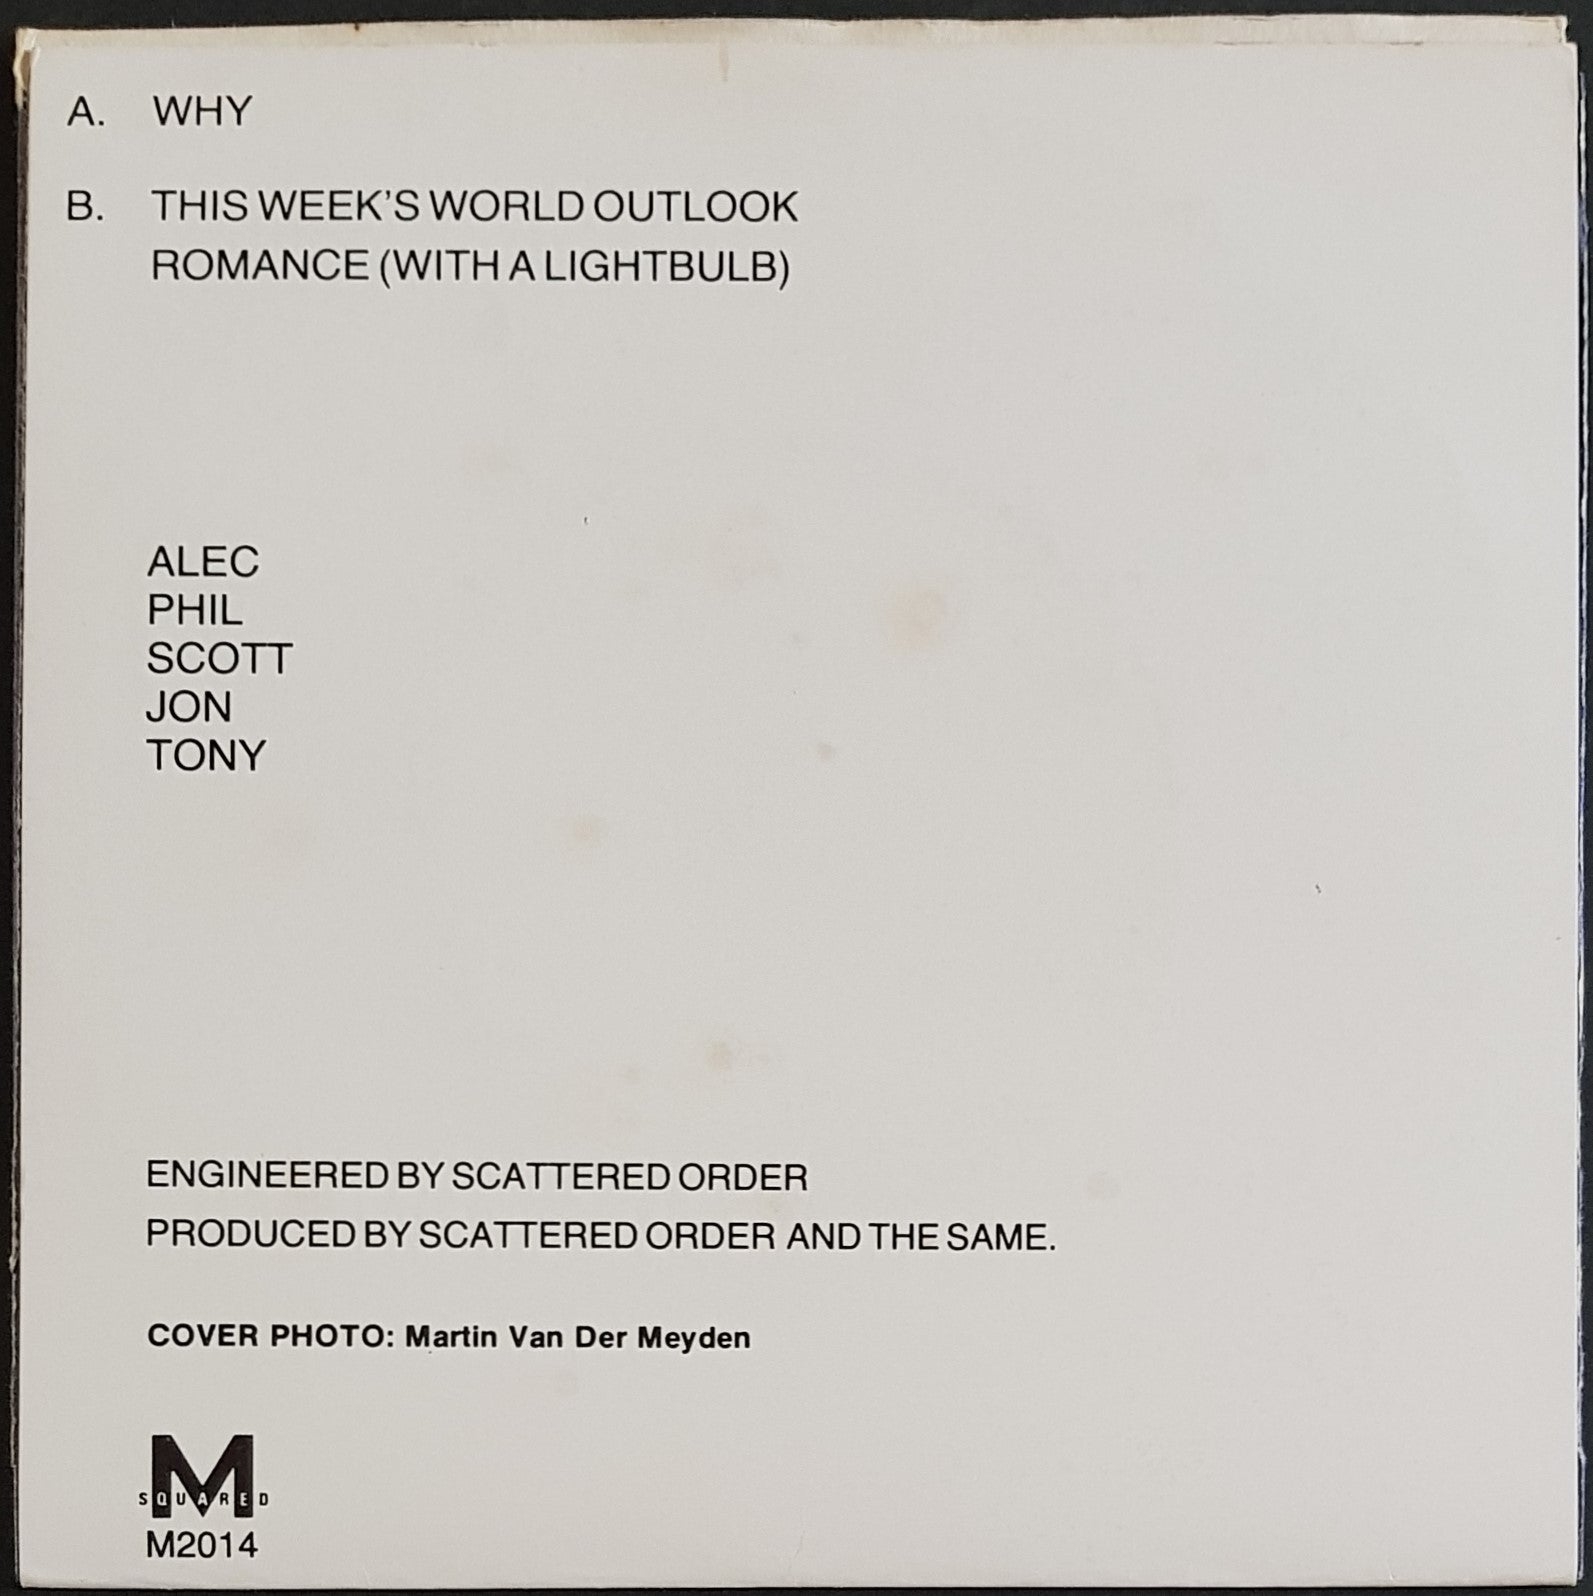 A. WHY
B. THIS WEEK'S WORLD OUTLOOK
ROMANCE (WITH A LIGHTBULB)
ALEC
PHIL
SCOTT
JON
TONY
ENGINEERED BY SCATTERED ORDER
PRODUCED BY SCATTERED ORDER AND THE SAME.
COVER PHOTO: Martin Van Der Meyden
M
SQUARED
M2014